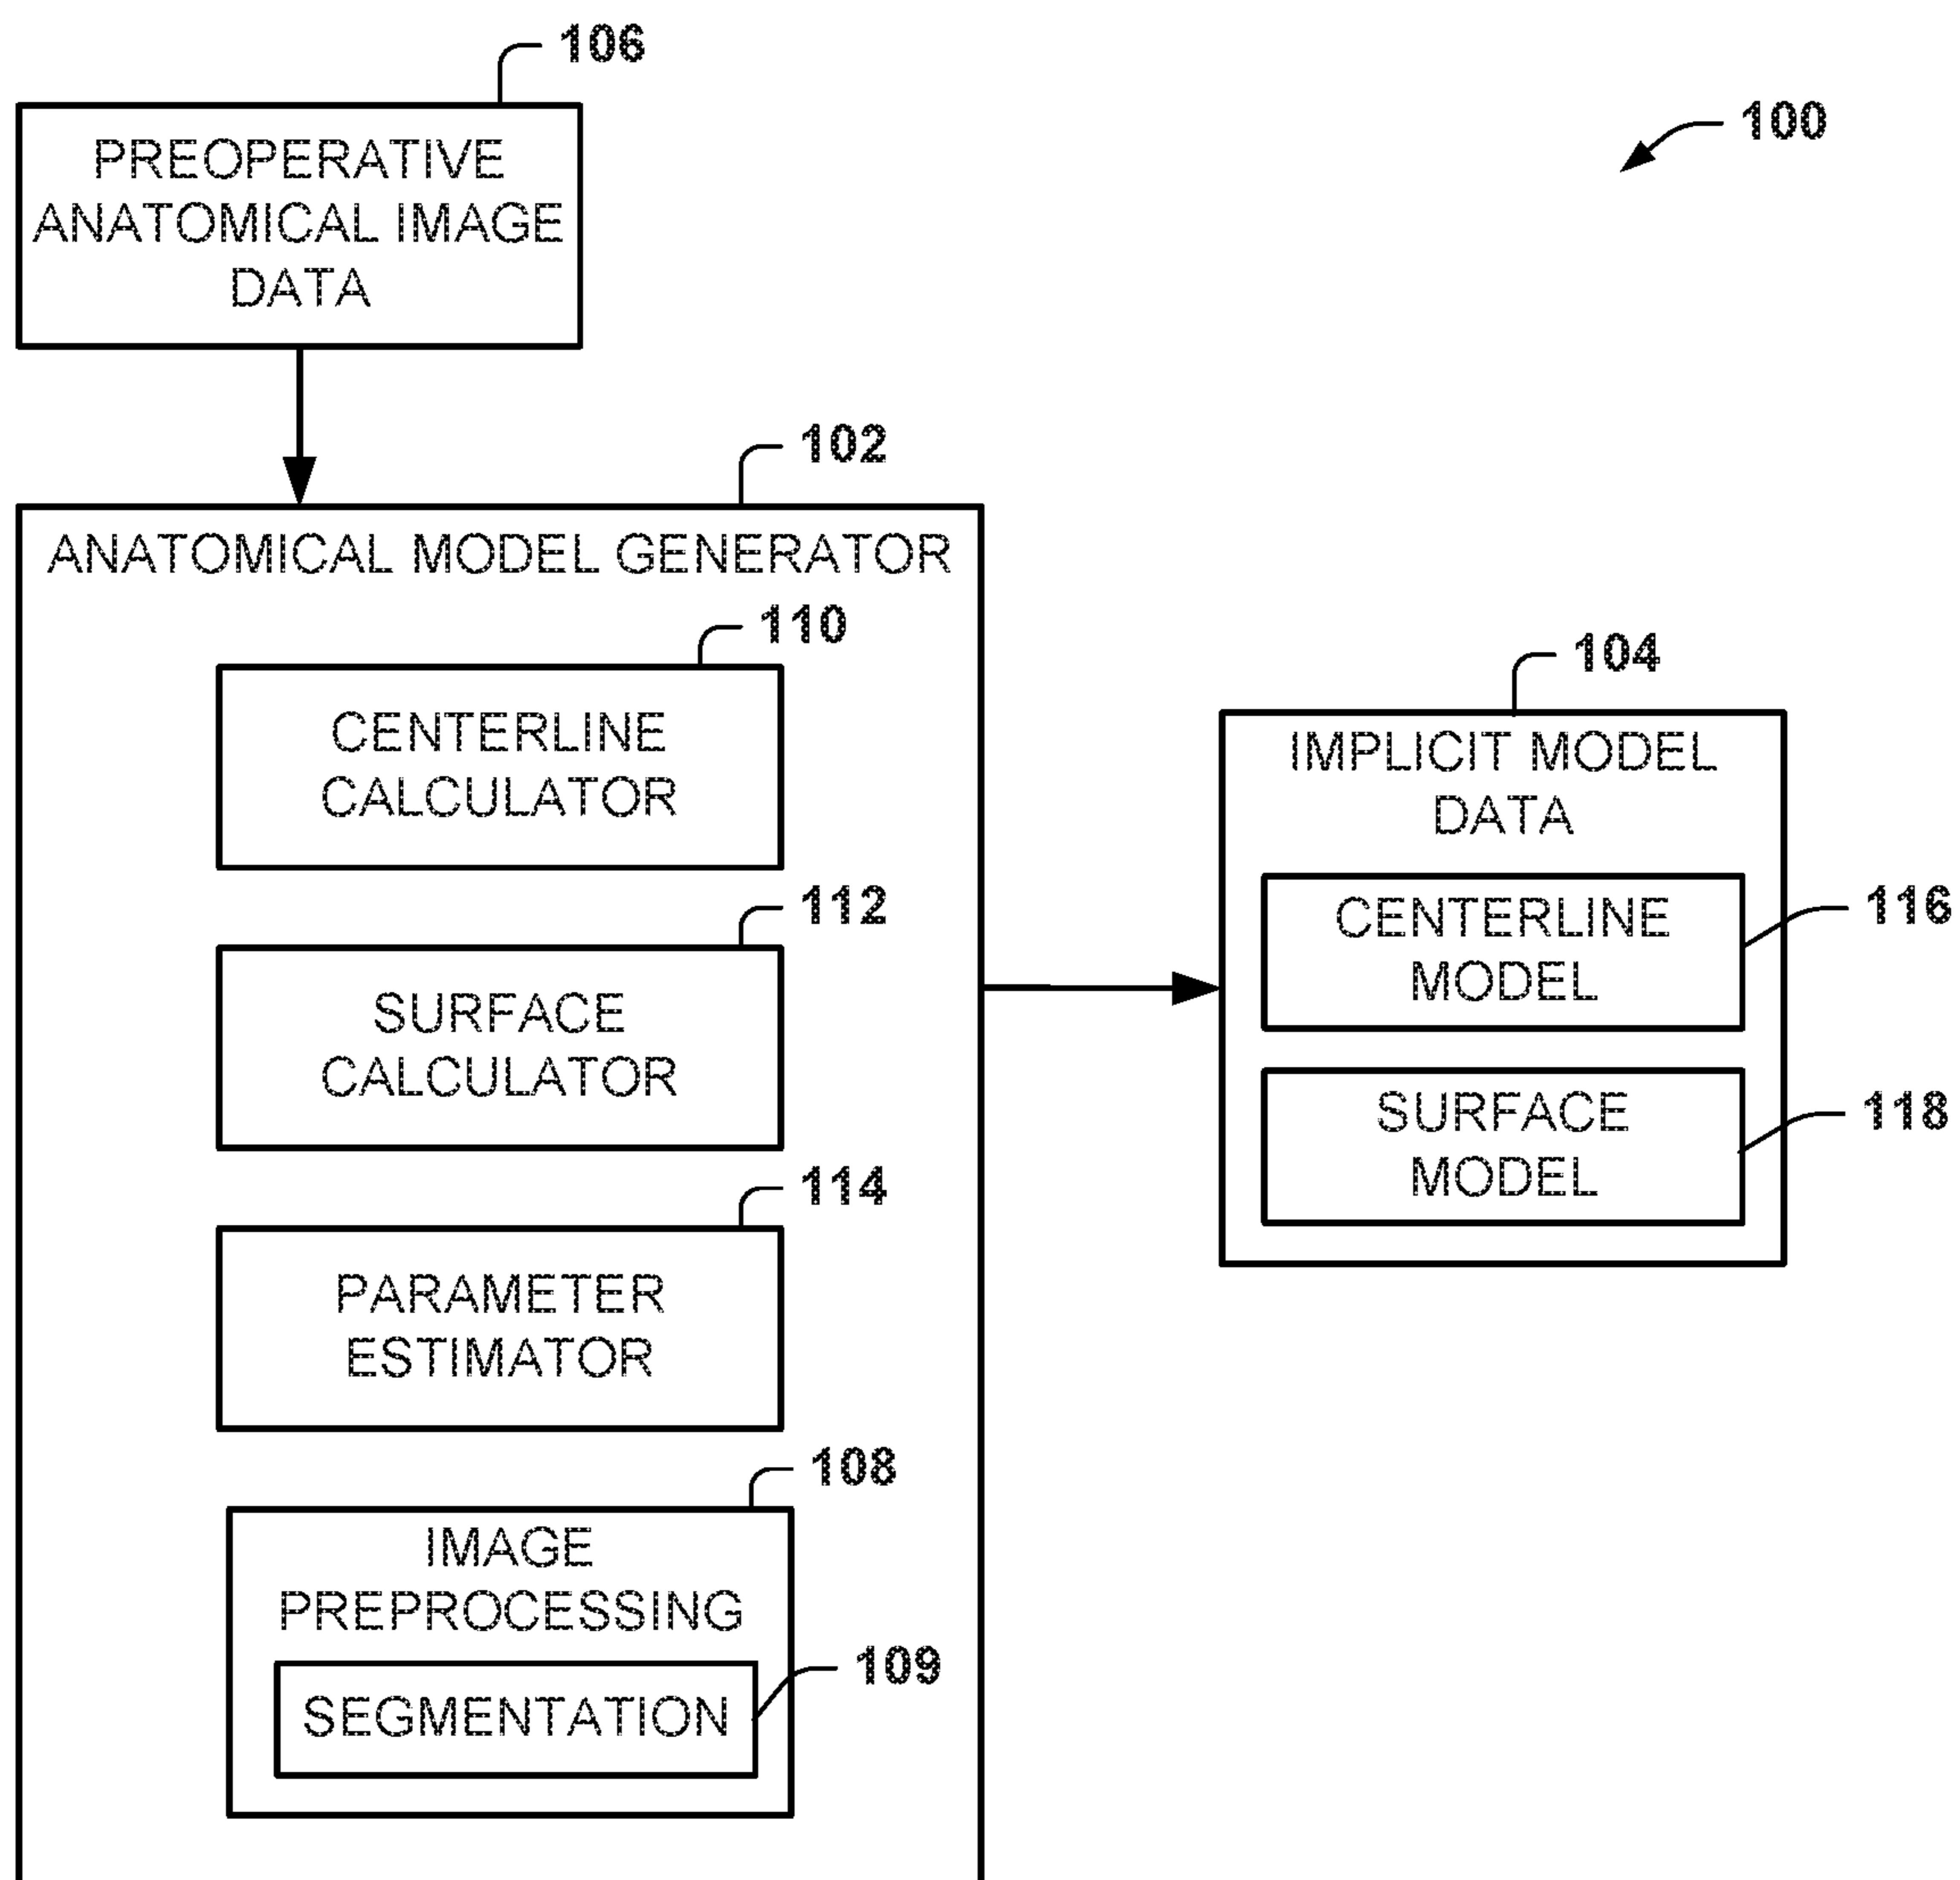 106
100
PREOPERATIVE
ANATOMICAL IMAGE
DATA
102
ANATOMICAL MODEL GENERATOR
110
CENTERLINE
CALCULATOR
112
SURFACE
CALCULATOR
114
PARAMETER
ESTIMATOR
108
IMAGE
PREPROCESSING
109
SEGMENTATION
104
IMPLICIT MODEL
DATA
116
CENTERLINE
MODEL
118
SURFACE
MODEL